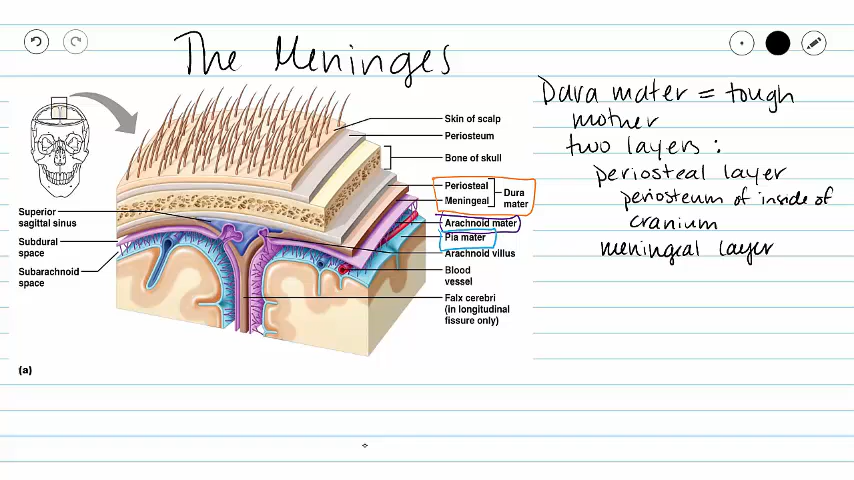 The Meninges
Skin of scalp
Periosteum
Bone of skull
Periosteal
Meningeal
Dura
mater
Arachnoid mater
Pia mater
Arachnoid villus
Blood
vessel
Falx cerebri
(in longitudinal
fissure only)
Superior
sagittal sinus
Subdural
space
Subarachnoid
space
(a)
Dura mater = tough
mother
two layers :
periosteal layer
periosteum of inside of
cranium
meningeal layer